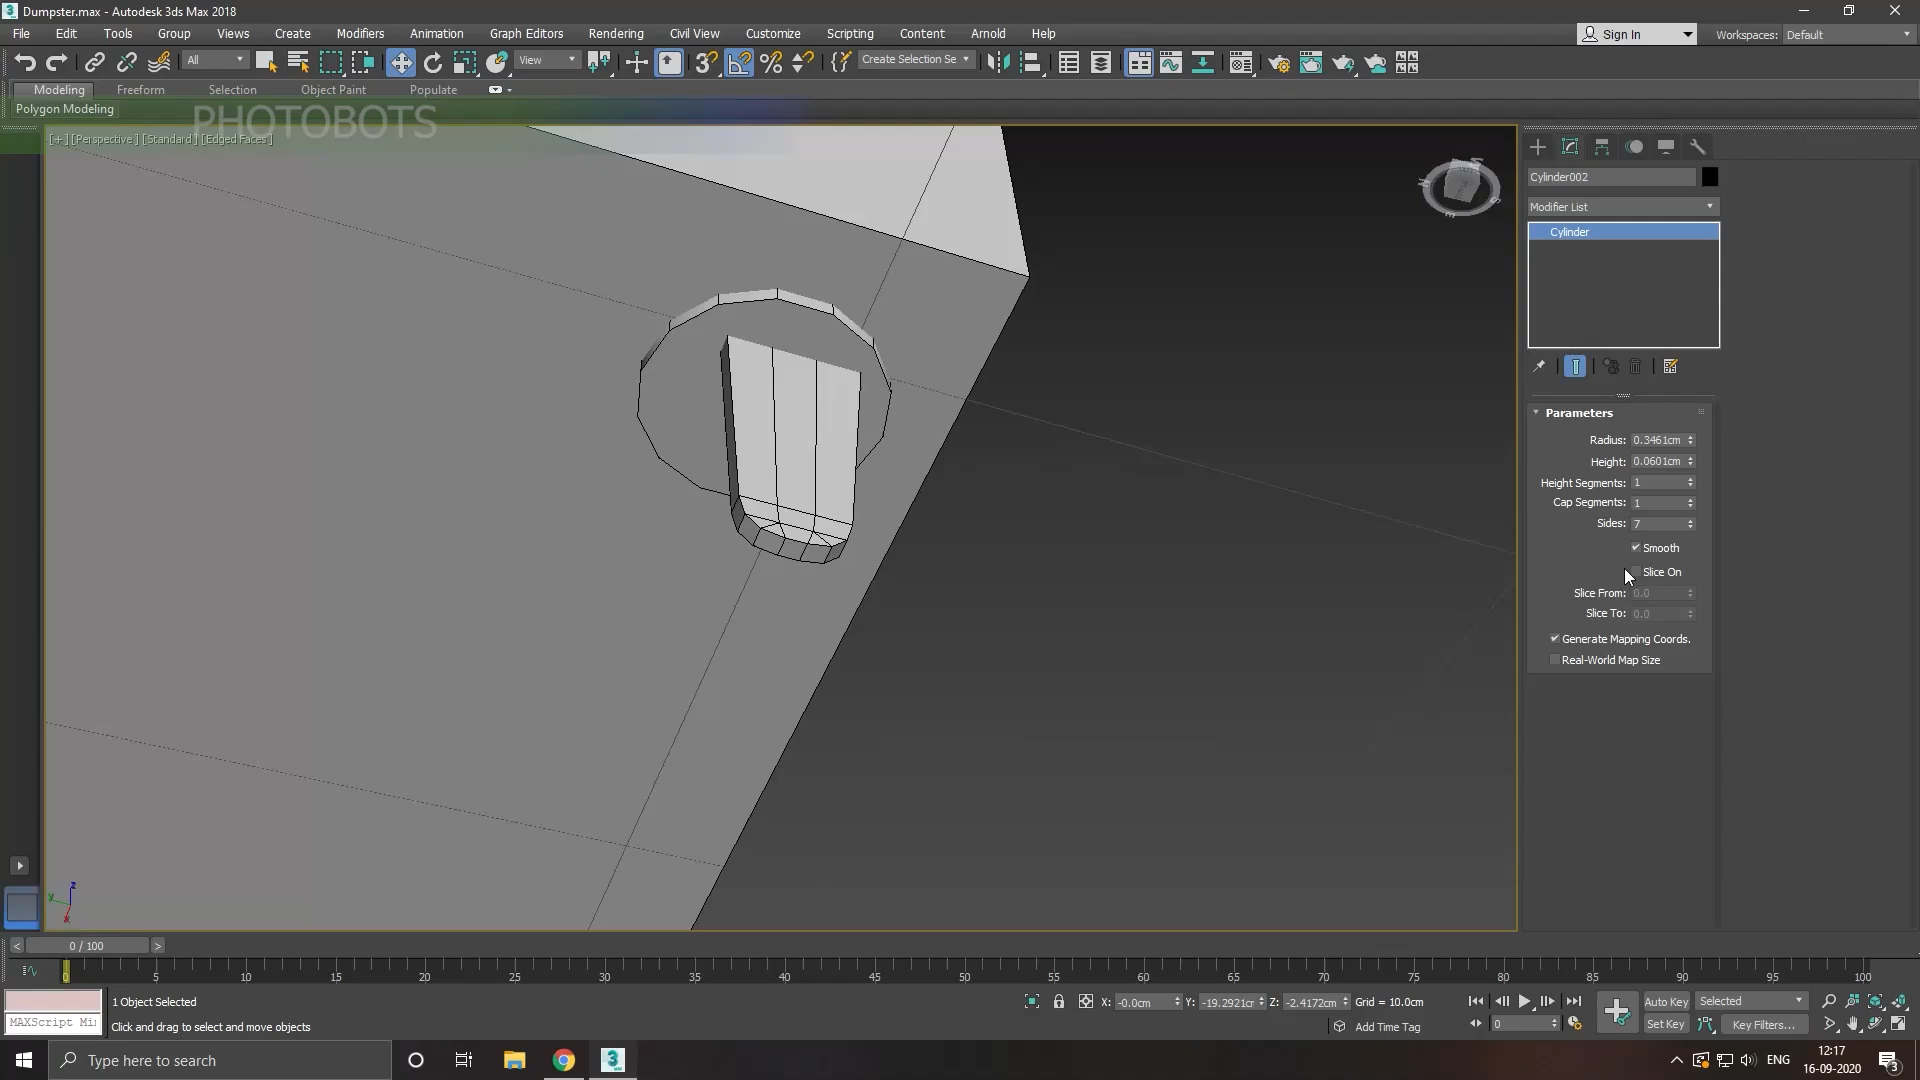 Dumpster.max - Autodesk 3ds Max 2018
File Edit Tools Group Views Create Modifiers Animation Graph Editors Rendering Civil View Customize Scripting Content Arnold Help
Sign In Workspaces: Default
All View Create Selection Se
Modeling Freeform Selection Object Paint Populate
Polygon Modeling
PHOTOBOTS
[+] [Perspective] [Standard] [Edged Faces]
Cylinder002
Modifier List
Cylinder
Parameters
Radius: 0.3461cm
Height: 0.0601cm
Height Segments: 1
Cap Segments: 1
Sides: 7
Smooth
Slice On
Slice From: 0.0
Slice To: 0.0
Generate Mapping Coords.
Real-World Map Size
z
y
x
< 0 / 100 >
0 5 10 15 20 25 30 35 40 45 50 55 60 65 70 75 80 85 90 95 100
1 Object Selected X: -0.0cm Y: -19.2921cm Z: -2.4172cm Grid = 10.0cm Auto Key Selected
MAXScript Mi Click and drag to select and move objects Add Time Tag 0 Set Key Key Filters...
Type here to search
ENG
12:17
16-09-2020
3